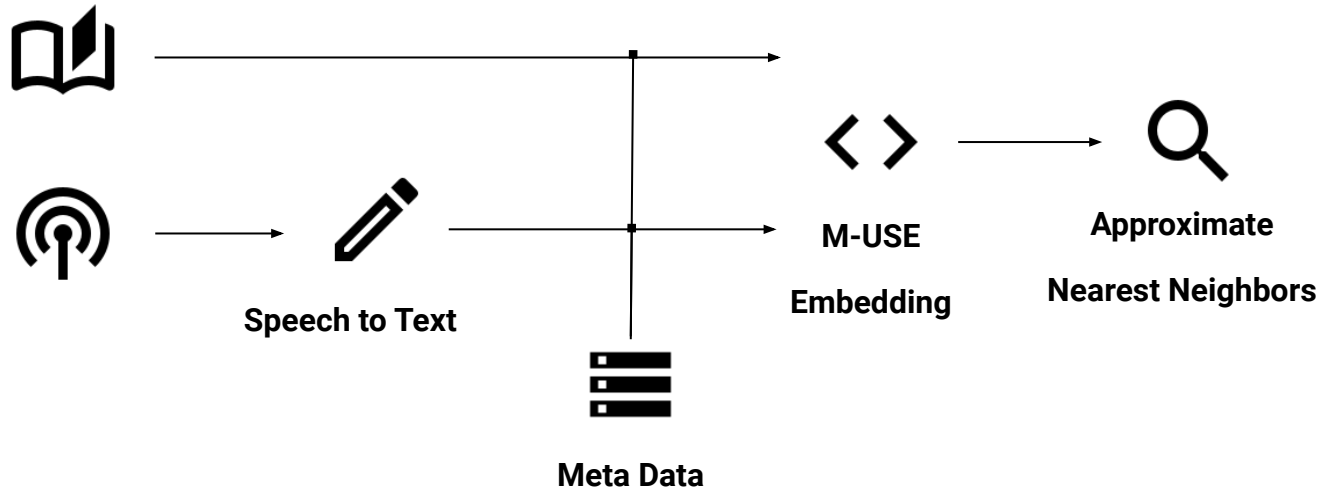 Speech to Text
Meta Data
M-USE
Embedding
Approximate
Nearest Neighbors